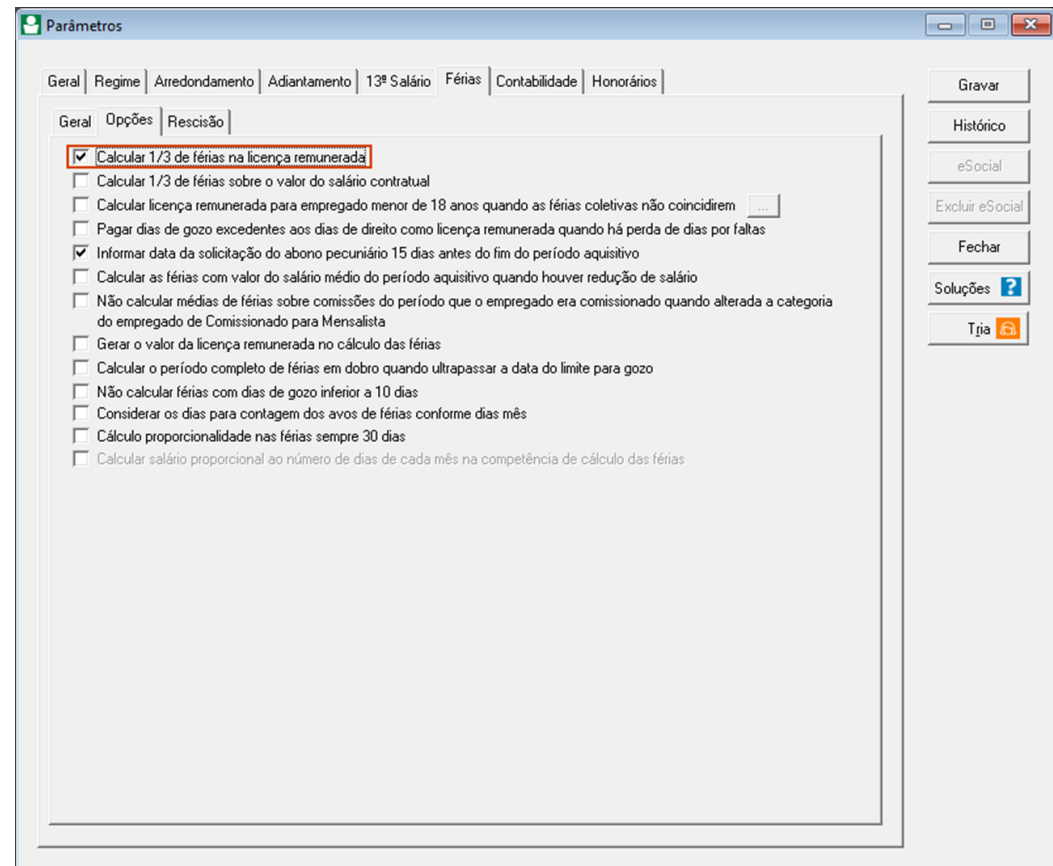 Parâmetros
Geral Regime Arredondamento Adiantamento 13º Salário Férias Contabilidade Honorários
Geral Opções Rescisão
Calcular 1/3 de férias na licença remunerada
Calcular 1/3 de férias sobre o valor do salário contratual
Calcular licença remunerada para empregado menor de 18 anos quando as férias coletivas não coincidirem ...
Pagar dias de gozo excedentes aos dias de direito como licença remunerada quando há perda de dias por faltas
Informar data da solicitação do abono pecuniário 15 dias antes do fim do período aquisitivo
Calcular as férias com valor do salário médio do período aquisitivo quando houver redução de salário
Não calcular médias de férias sobre comissões do período que o empregado era comissionado quando alterada a categoria
do empregado de Comissionado para Mensalista
Gerar o valor da licença remunerada no cálculo das férias
Calcular o período completo de férias em dobro quando ultrapassar a data do limite para gozo
Não calcular férias com dias de gozo inferior a 10 dias
Considerar os dias para contagem dos avos de férias conforme dias mês
Cálculo proporcionalidade nas férias sempre 30 dias
Calcular salário proporcional ao número de dias de cada mês na competência de cálculo das férias
Gravar
Histórico
eSocial
Excluir eSocial
Fechar
Soluções ?
Tria